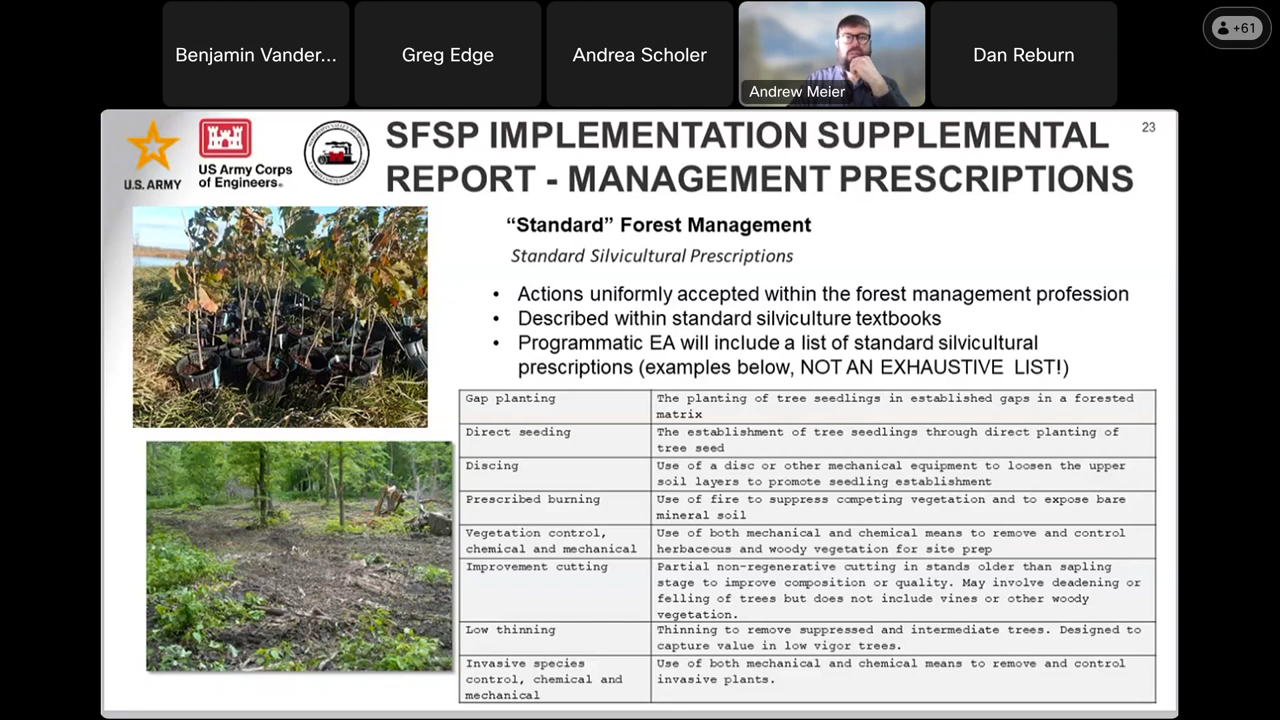 Benjamin Vander...
Greg Edge
Andrea Scholer
Andrew Meier
Dan Reburn
+61
23
U.S. ARMY
US Army Corps
of Engineers®
SFSP IMPLEMENTATION SUPPLEMENTAL
REPORT - MANAGEMENT PRESCRIPTIONS
“Standard” Forest Management
Standard Silvicultural Prescriptions
• Actions uniformly accepted within the forest management profession
• Described within standard silviculture textbooks
• Programmatic EA will include a list of standard silvicultural
prescriptions (examples below, NOT AN EXHAUSTIVE LIST!)
Gap planting
The planting of tree seedlings in established gaps in a forested
matrix
Direct seeding
The establishment of tree seedlings through direct planting of
tree seed
Discing
Use of a disc or other mechanical equipment to loosen the upper
soil layers to promote seedling establishment
Prescribed burning
Use of fire to suppress competing vegetation and to expose bare
mineral soil
Vegetation control,
chemical and mechanical
Use of both mechanical and chemical means to remove and control
herbaceous and woody vegetation for site prep
Improvement cutting
Partial non-regenerative cutting in stands older than sapling
stage to improve composition or quality. May involve deadening or
felling of trees but does not include vines or other woody
vegetation.
Low thinning
Thinning to remove suppressed and intermediate trees. Designed to
capture value in low vigor trees.
Invasive species
control, chemical and
mechanical
Use of both mechanical and chemical means to remove and control
invasive plants.